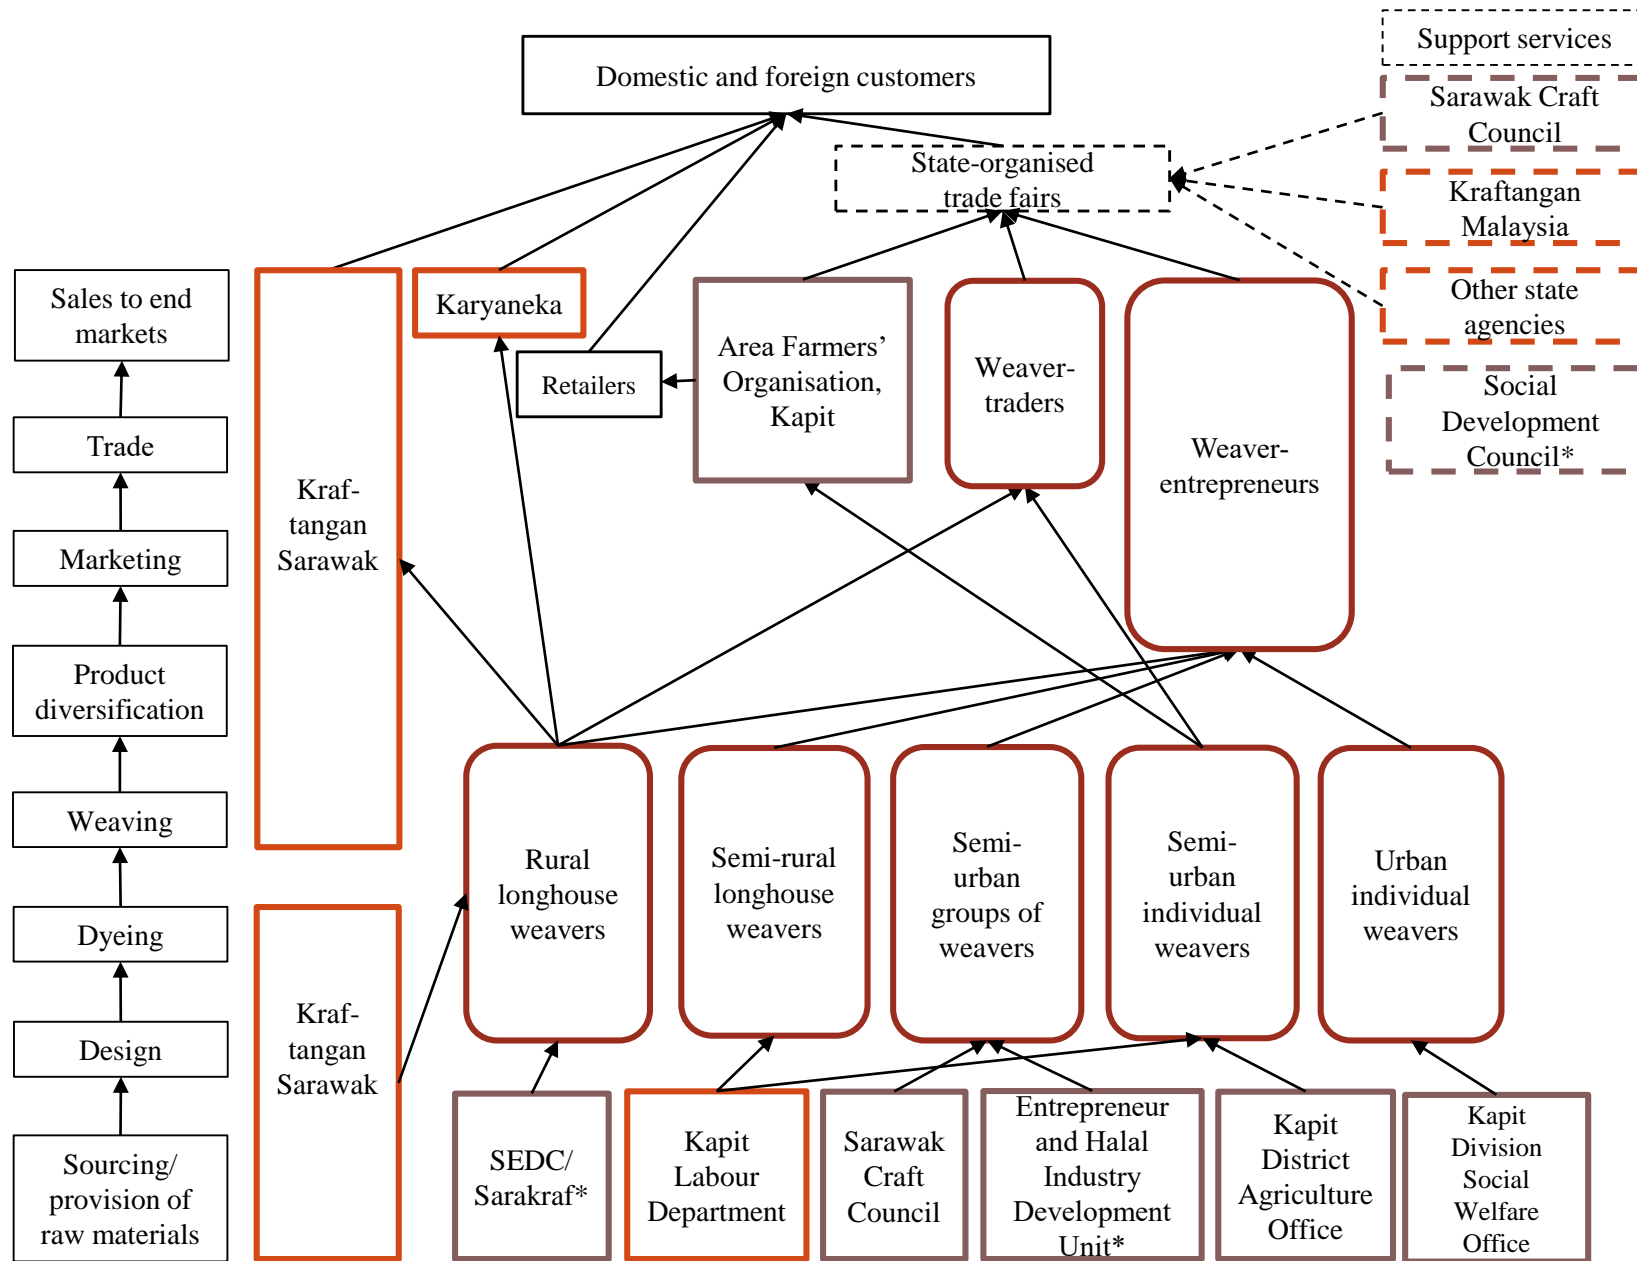 Support services
Domestic and foreign customers
Sarawak Craft
Council
State-organised
trade fairs
Kraftangan
Malaysia
Other state
agencies
Social
Development
Council*
Sales to end
markets
Trade
Marketing
Product
diversification
Weaving
Dyeing
Design
Sourcing/
provision of
raw materials
Kraf-
tangan
Sarawak
Karyaneka
Retailers
Area Farmers’
Organisation,
Kapit
Weaver-
traders
Weaver-
entrepreneurs
Kraf-
tangan
Sarawak
Rural
longhouse
weavers
Semi-rural
longhouse
weavers
Semi-
urban
groups of
weavers
Semi-
urban
individual
weavers
Urban
individual
weavers
SEDC/
Sarakraf*
Kapit
Labour
Department
Sarawak
Craft
Council
Entrepreneur
and Halal
Industry
Development
Unit*
Kapit
District
Agriculture
Office
Kapit
Division
Social
Welfare
Office